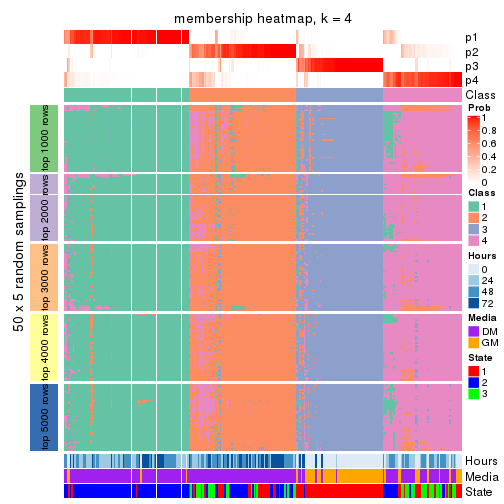 membership heatmap, k = 4
p1
p2
p3
p4
Class
50 x 5 random samplings
top 1000 rows
top 2000 rows
top 3000 rows
top 4000 rows
top 5000 rows
Prob
1
0.8
0.6
0.4
0.2
0
Class
1
2
3
4
Hours
0
24
48
72
Media
DM
GM
State
1
2
3
Hours
Media
State